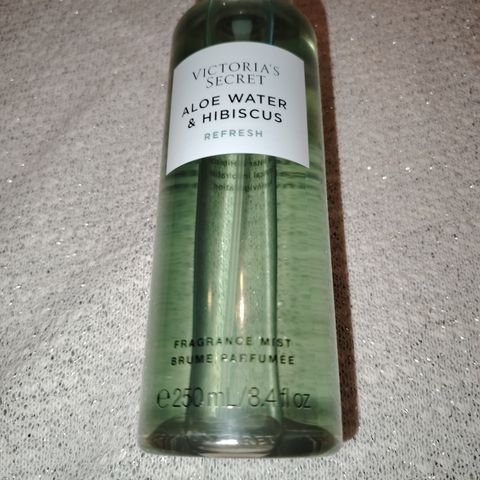 VICTORIA'S
SECRET
ALOE WATER
& HIBISCUS
REFRESH
FRAGRANCE MIST
BRUME PARFUMÉE
℮250 mL/8.4 fl oz